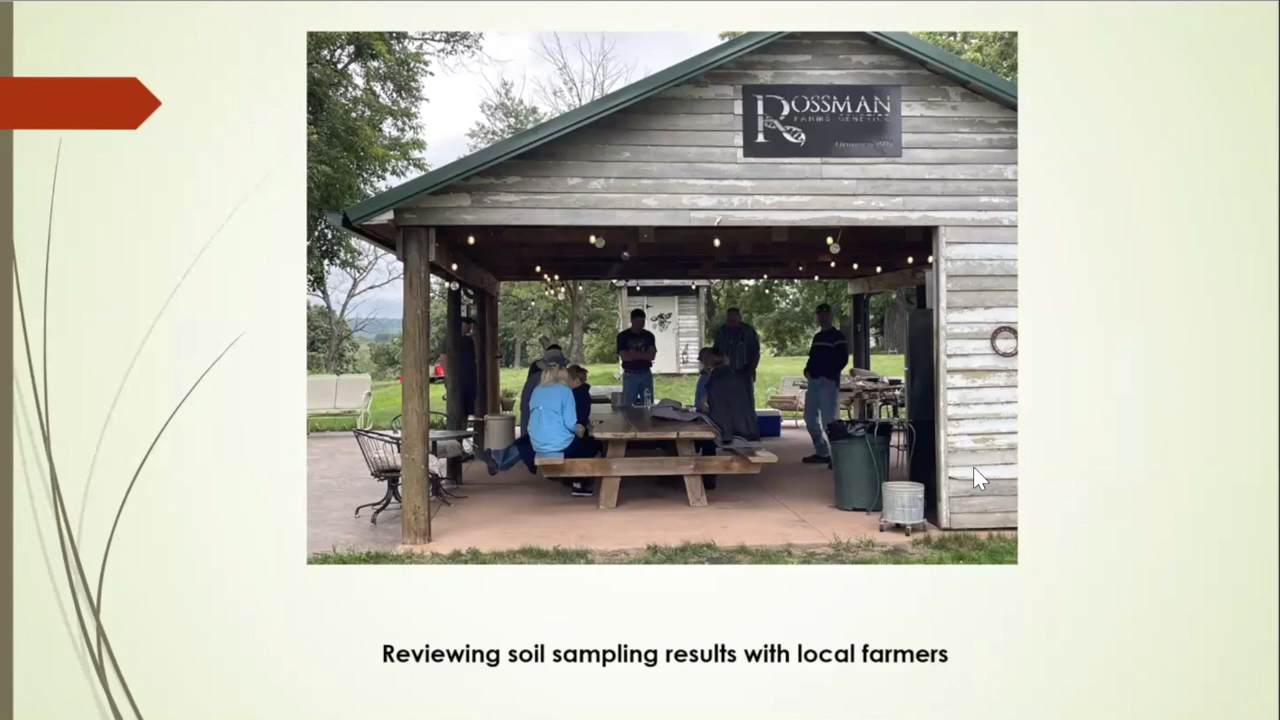 ROSSMAN
FARMS GENETICS
Reviewing soil sampling results with local farmers